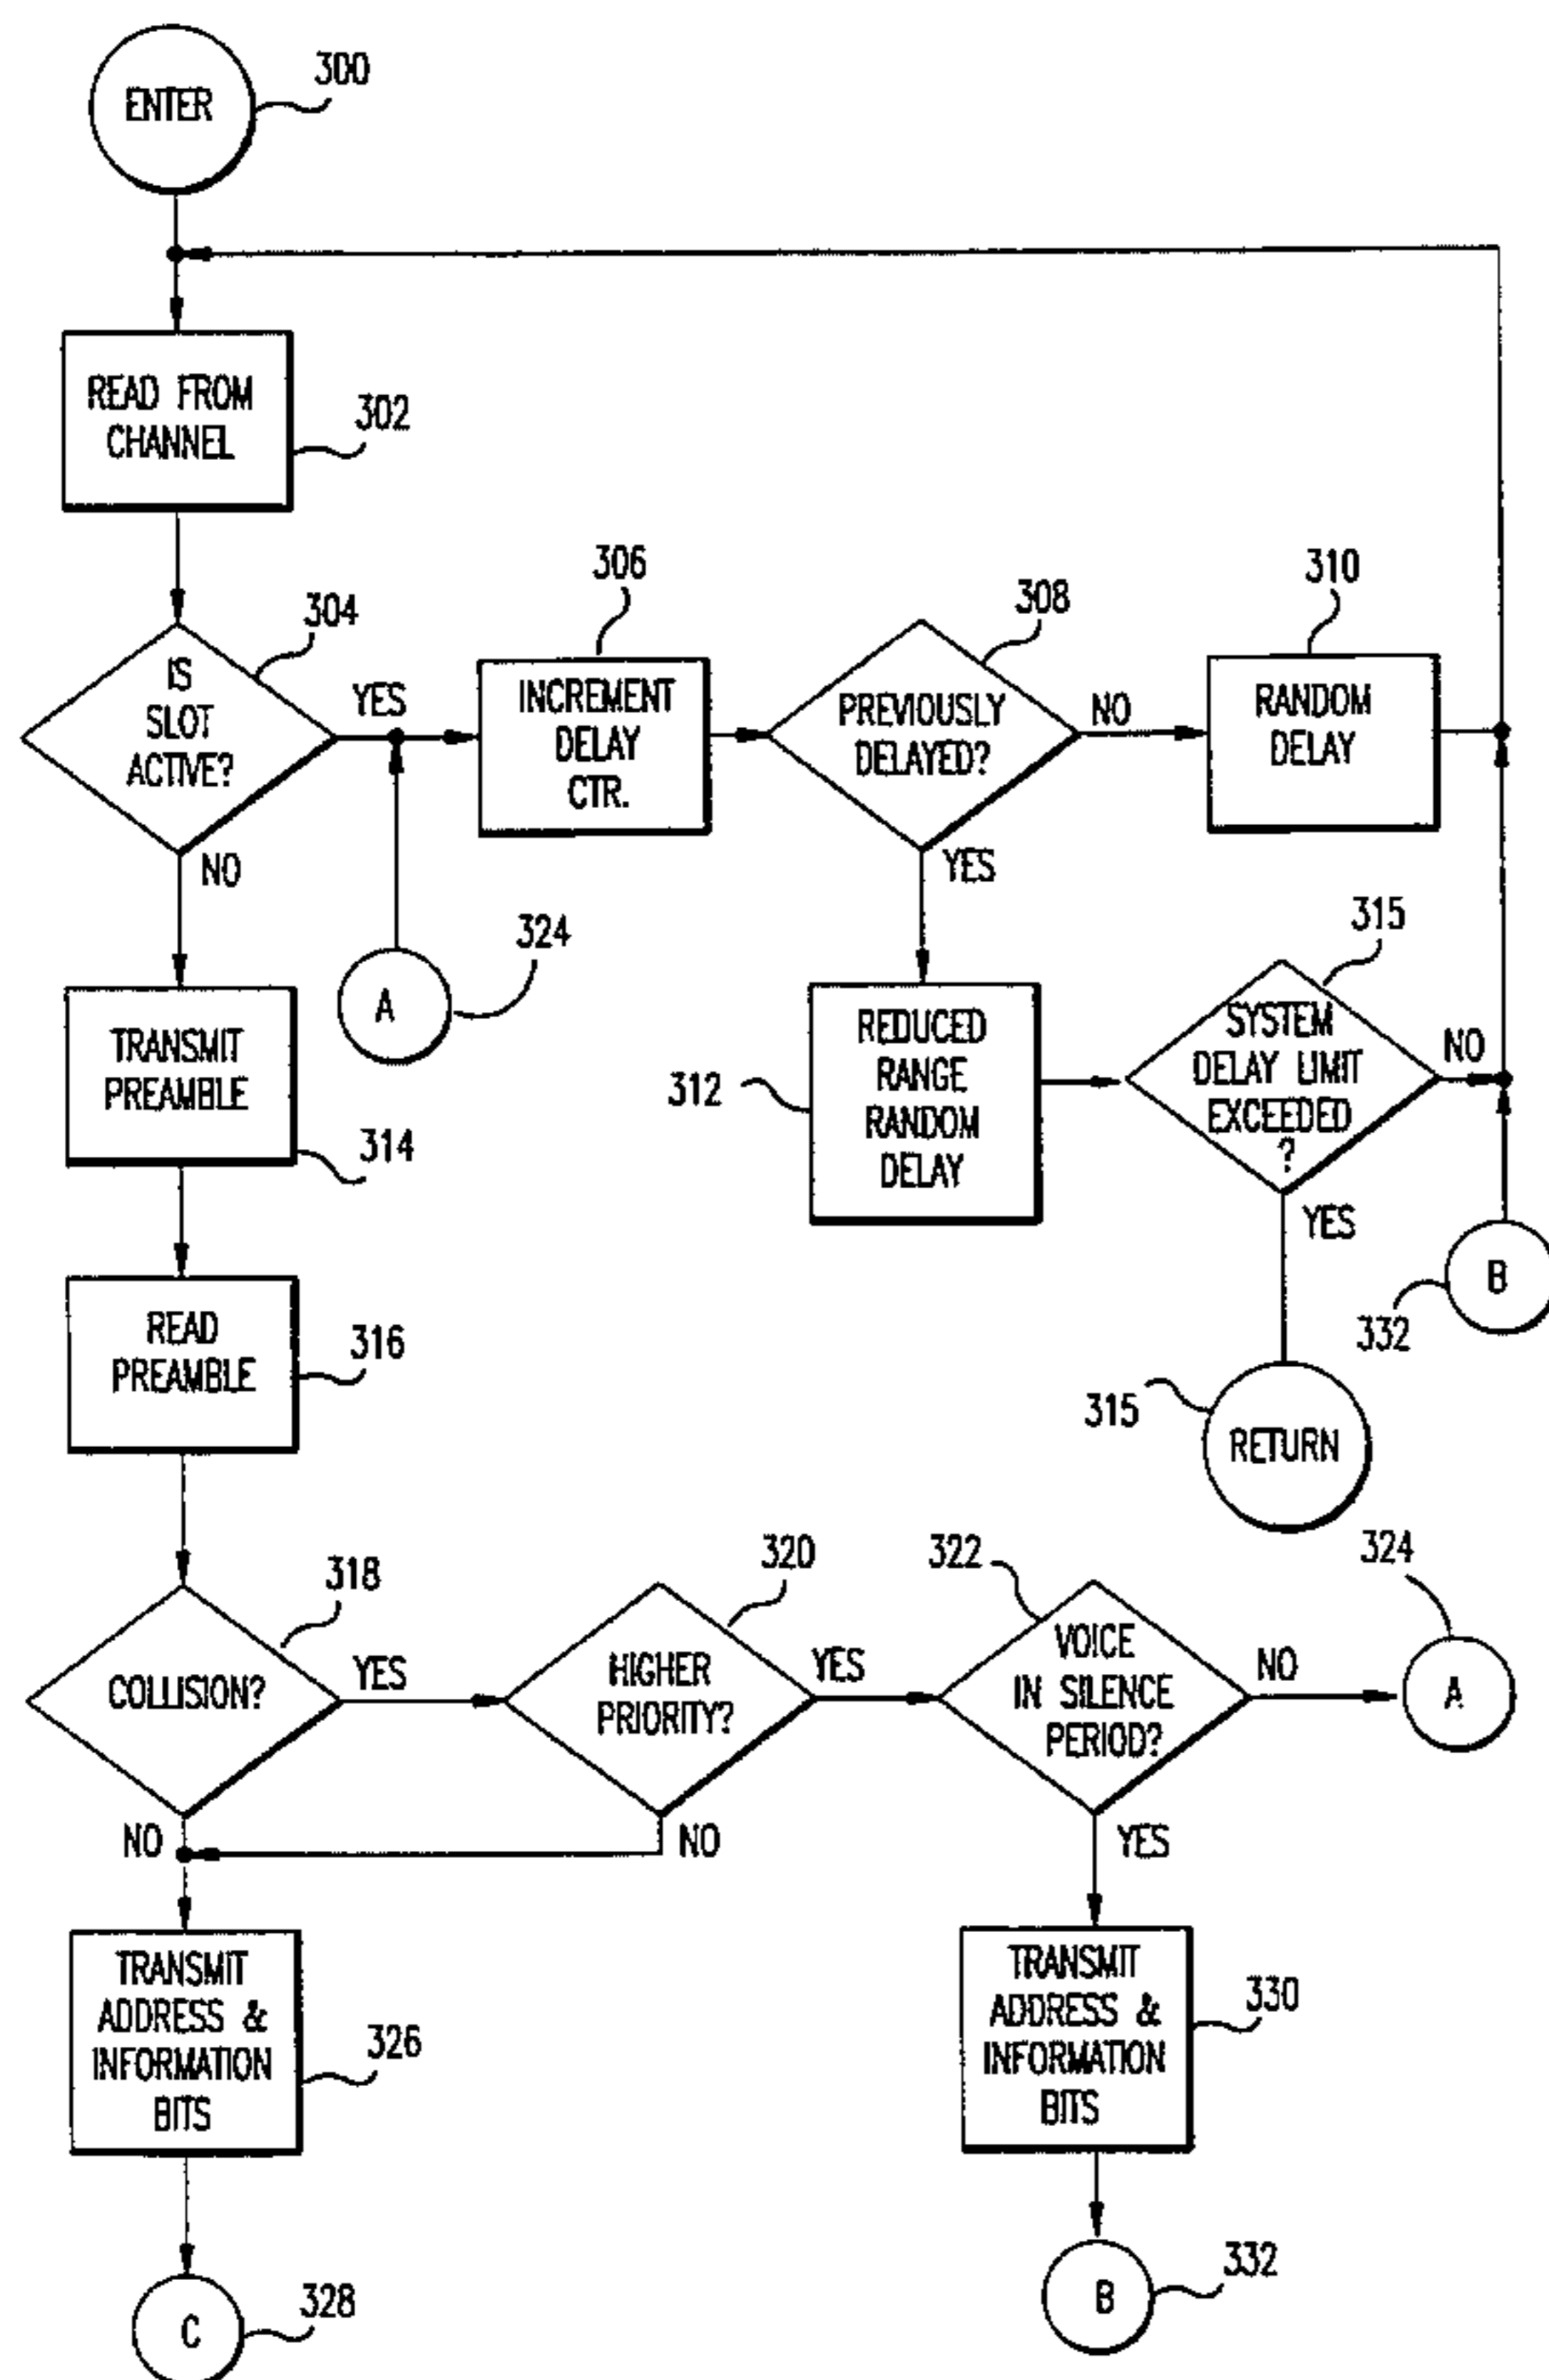 ENTER
300
READ FROM
CHANNEL
302
IS
SLOT
ACTIVE?
304
YES
NO
INCREMENT
DELAY
CTR.
306
PREVIOUSLY
DELAYED?
308
NO
YES
RANDOM
DELAY
310
A
324
TRANSMIT
PREAMBLE
314
REDUCED
RANGE
RANDOM
DELAY
312
SYSTEM
DELAY LIMIT
EXCEEDED
?
315
NO
YES
B
332
READ
PREAMBLE
316
315
RETURN
COLLISION?
318
YES
NO
HIGHER
PRIORITY?
320
YES
NO
VOICE
IN SILENCE
PERIOD?
322
NO
YES
A
324
TRANSMIT
ADDRESS &
INFORMATION
BITS
326
TRANSMIT
ADDRESS &
INFORMATION
BITS
330
C
328
B
332